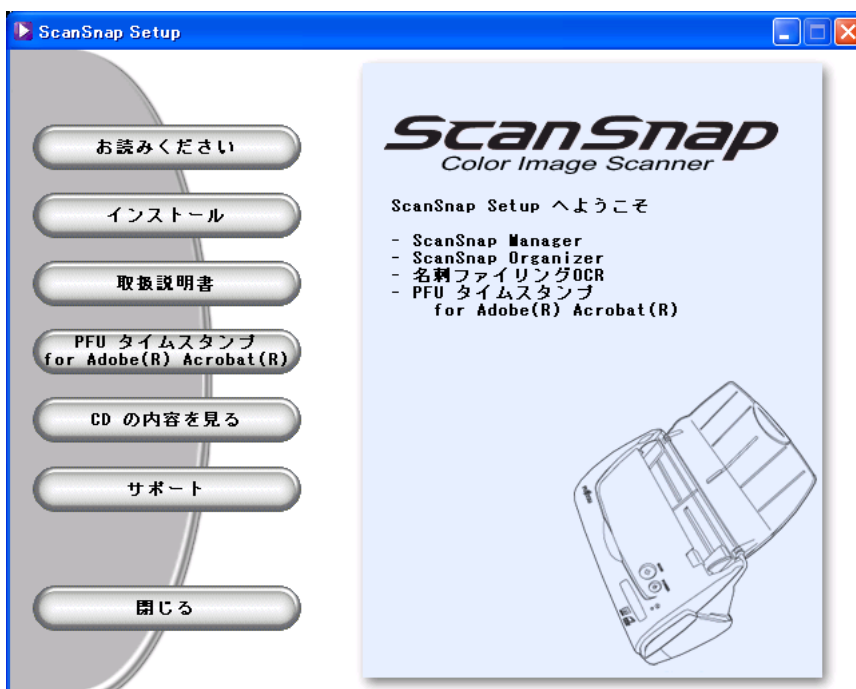 ScanSnap Setup
お読みください
インストール
取扱説明書
PFU タイムスタンプ
for Adobe(R) Acrobat(R)
CD の内容を見る
サポート
閉じる
ScanSnap
Color Image Scanner
ScanSnap Setup へようこそ
- ScanSnap Manager
- ScanSnap Organizer
- 名刺ファイリングOCR
- PFU タイムスタンプ
for Adobe(R) Acrobat(R)